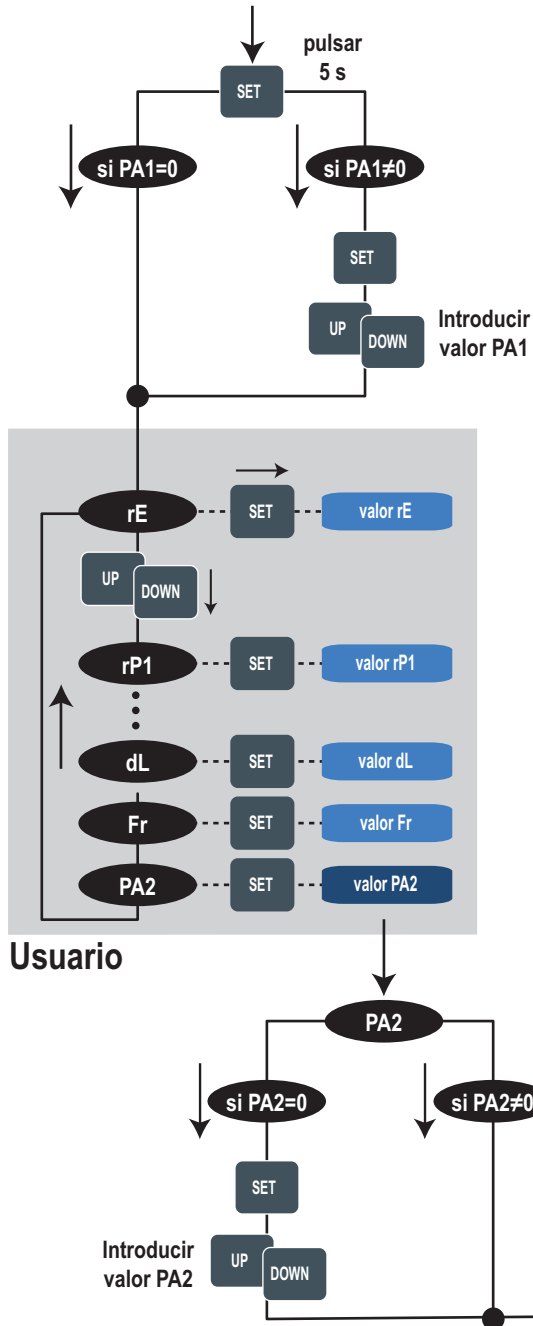 pulsar
5 s
SET
si PA1=0
si PA1≠0
SET
UP
DOWN
Introducir
valor PA1
rE
SET
valor rE
UP
DOWN
rP1
SET
valor rP1
dL
SET
valor dL
Fr
SET
valor Fr
PA2
SET
valor PA2
Usuario
PA2
si PA2=0
si PA2≠0
SET
Introducir
valor PA2
UP
DOWN